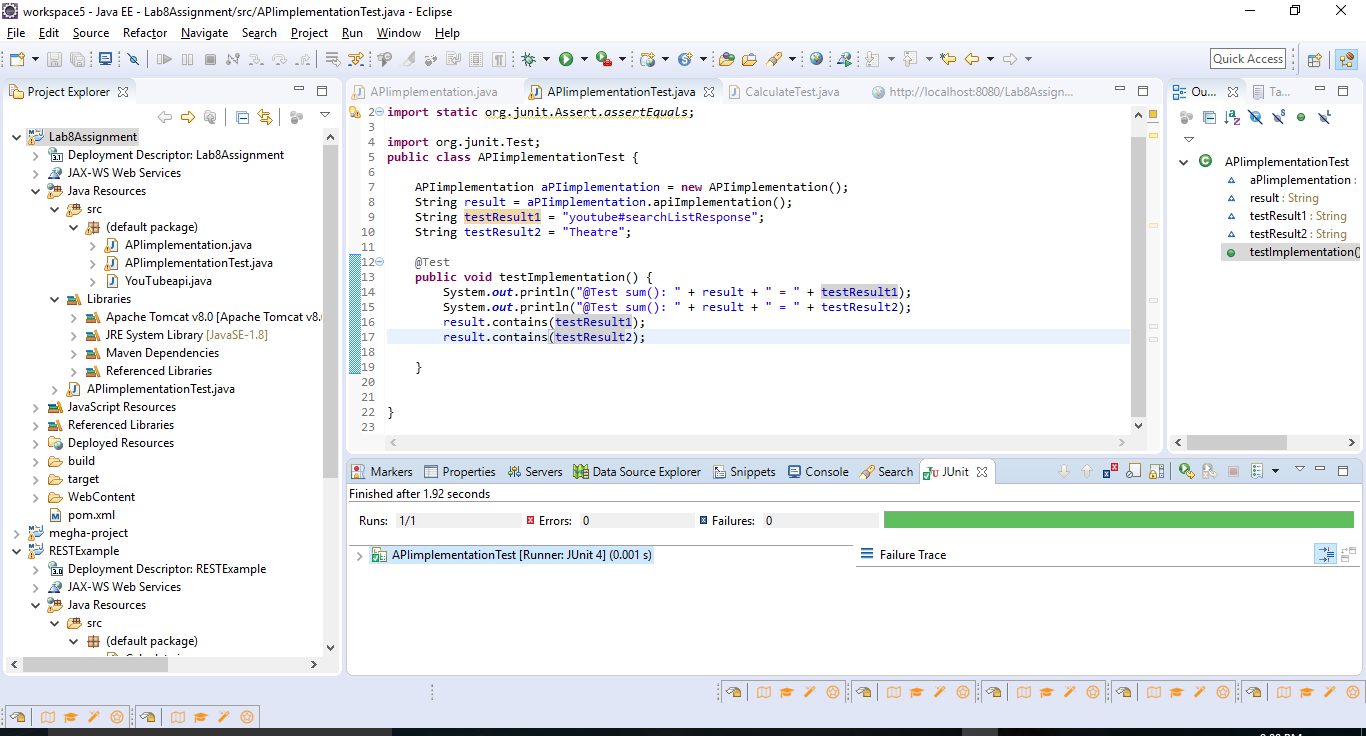 workspace5 - Java EE - Lab8Assignment/src/APIimplementationTest.java - Eclipse
File Edit Source Refactor Navigate Search Project Run Window Help
Quick Access
Project Explorer
Lab8Assignment
Deployment Descriptor: Lab8Assignment
JAX-WS Web Services
Java Resources
src
(default package)
APIimplementation.java
APIimplementationTest.java
YouTubeapi.java
Libraries
Apache Tomcat v8.0 [Apache Tomcat v8.
JRE System Library [JavaSE-1.8]
Maven Dependencies
Referenced Libraries
APIimplementationTest.java
JavaScript Resources
Referenced Libraries
Deployed Resources
build
target
WebContent
pom.xml
megha-project
RESTExample
Deployment Descriptor: RESTExample
JAX-WS Web Services
Java Resources
src
(default package)
APIimplementation.java APIimplementationTest.java CalculateTest.java http://localhost:8080/Lab8Assign...
2 import static org.junit.Assert.assertEquals;
3
4 import org.junit.Test;
5 public class APIimplementationTest {
6
7 APIimplementation aPIimplementation = new APIimplementation();
8 String result = aPIimplementation.apiImplementation();
9 String testResult1 = "youtube#searchListResponse";
10 String testResult2 = "Theatre";
11
12 @Test
13 public void testImplementation() {
14 System.out.println("@Test sum(): " + result + " = " + testResult1);
15 System.out.println("@Test sum(): " + result + " = " + testResult2);
16 result.contains(testResult1);
17 result.contains(testResult2);
18
19 }
20
21
22 }
23
Ou... Ta...
APIimplementationTest
aPIimplementation :
result : String
testResult1 : String
testResult2 : String
testImplementation()
Markers Properties Servers Data Source Explorer Snippets Console Search JUnit
Finished after 1.92 seconds
Runs: 1/1 Errors: 0 Failures: 0
APIimplementationTest [Runner: JUnit 4] (0.001 s)
Failure Trace